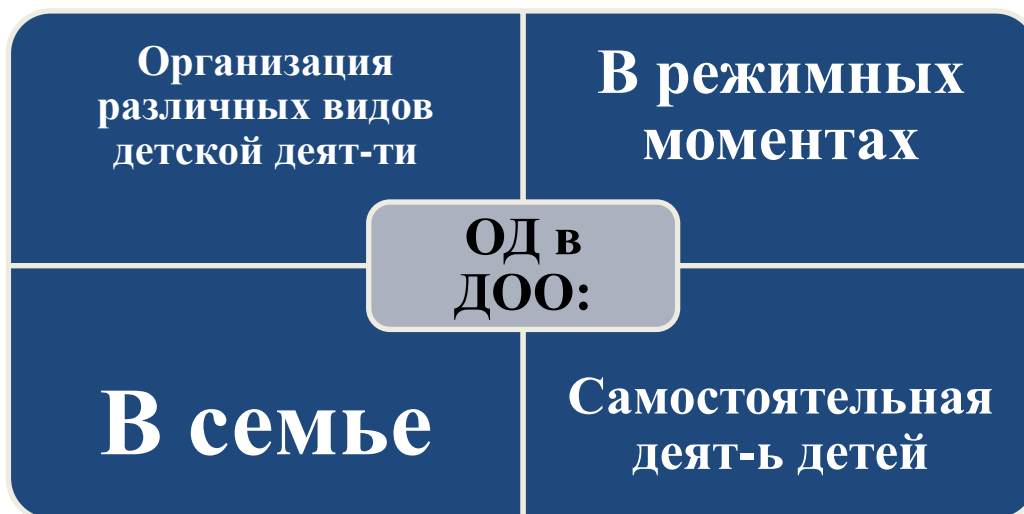 Организация
различных видов
детской деят-ти
В режимных
моментах
ОД в
ДОО:
В семье
Самостоятельная
деят-ь детей